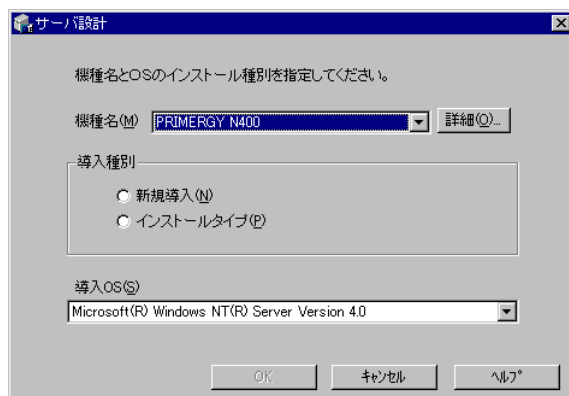 サーバ設計
機種名とOSのインストール種別を指定してください。
機種名(M) PRIMERGY N400 詳細(O)...
導入種別
新規導入(N)
インストールタイプ(P)
導入OS(S)
Microsoft(R) Windows NT(R) Server Version 4.0
OK キャンセル ヘルプ